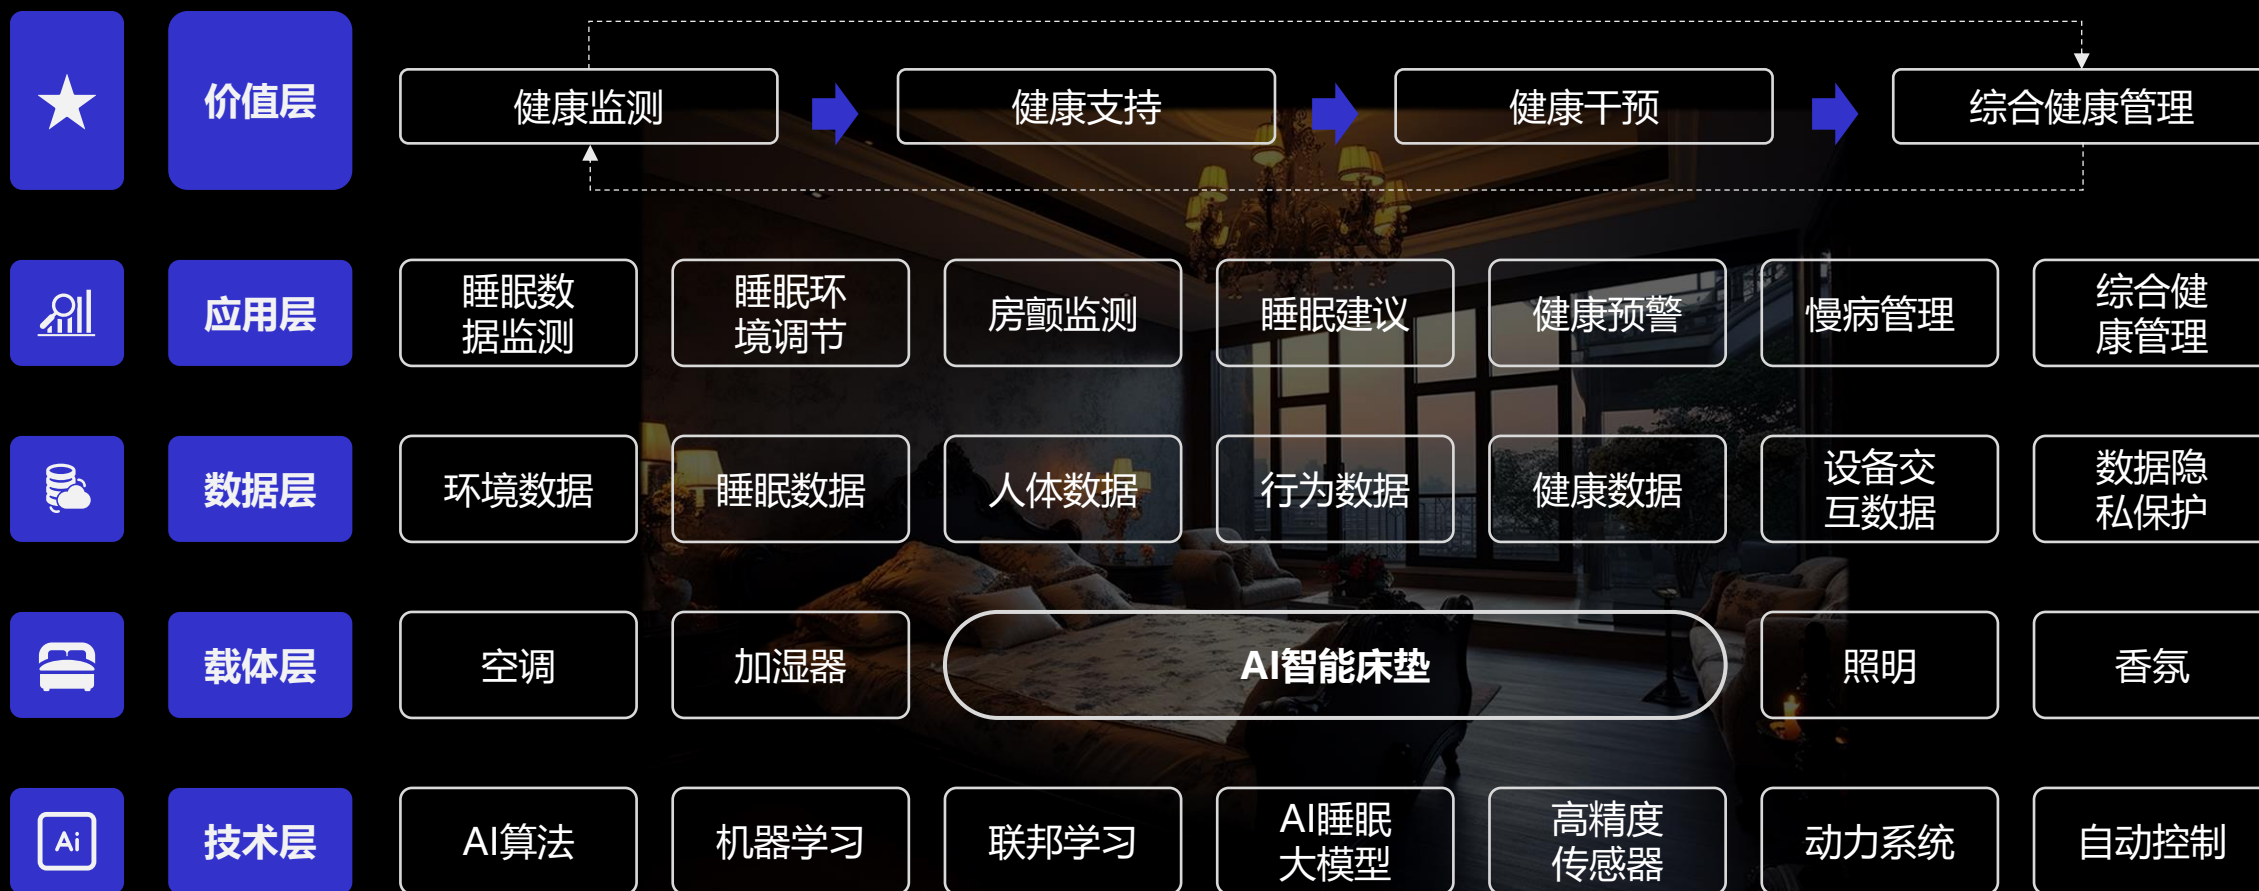 价值层
健康监测
健康支持
健康干预
综合健康管理
应用层
睡眠数
据监测
睡眠环
境调节
房颤监测
睡眠建议
健康预警
慢病管理
综合健
康管理
数据层
环境数据
睡眠数据
人体数据
行为数据
健康数据
设备交
互数据
数据隐
私保护
载体层
空调
加湿器
AI智能床垫
照明
香氛
Ai
技术层
AI算法
机器学习
联邦学习
AI睡眠
大模型
高精度
传感器
动力系统
自动控制